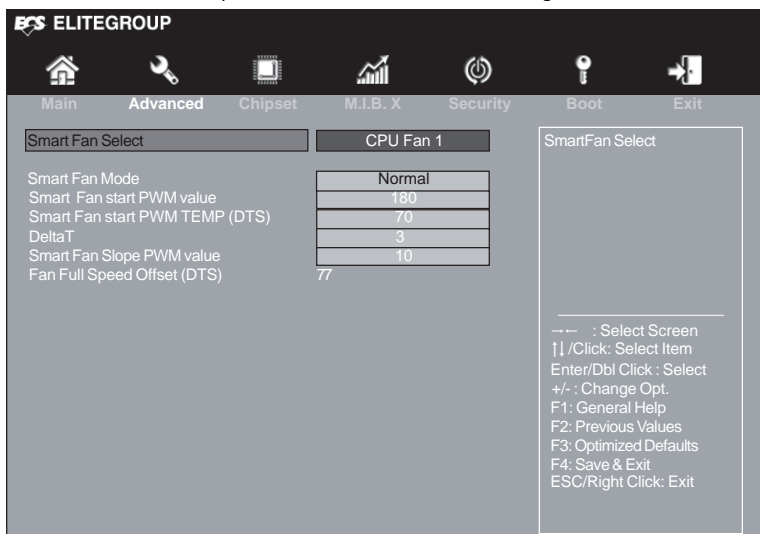 ECS ELITEGROUP
Main Advanced Chipset M.I.B. X Security Boot Exit
Smart Fan Select CPU Fan 1
Smart Fan Mode Normal
Smart Fan start PWM value 180
Smart Fan start PWM TEMP (DTS) 70
DeltaT 3
Smart Fan Slope PWM value 10
Fan Full Speed Offset (DTS) 77
SmartFan Select
→← : Select Screen
↑↓/Click: Select Item
Enter/Dbl Click : Select
+/- : Change Opt.
F1: General Help
F2: Previous Values
F3: Optimized Defaults
F4: Save & Exit
ESC/Right Click: Exit